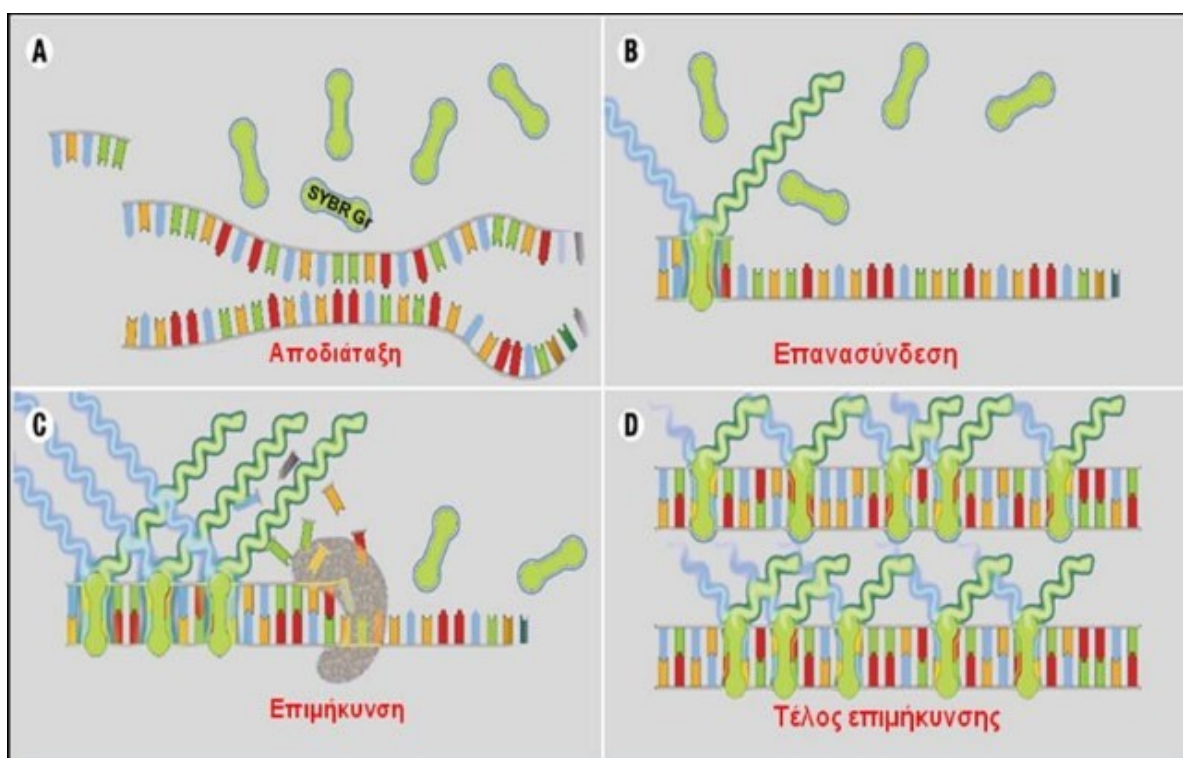 A
SYBR Gr
Αποδιάταξη
B
Επανασύνδεση
C
Επιμήκυνση
D
Τέλος επιμήκυνσης